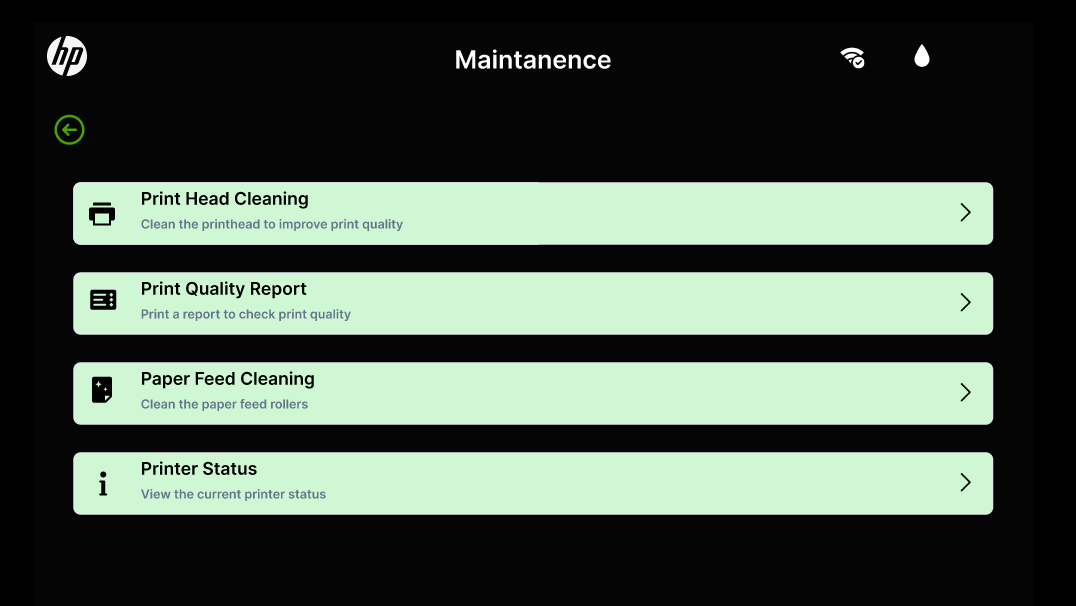 hp
Maintanence
Print Head Cleaning
Clean the printhead to improve print quality
Print Quality Report
Print a report to check print quality
Paper Feed Cleaning
Clean the paper feed rollers
Printer Status
View the current printer status